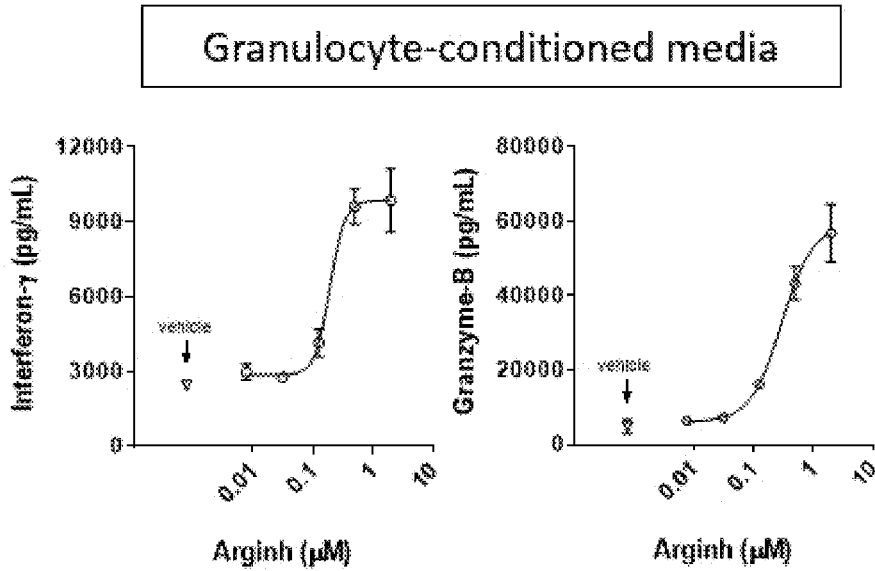 Granulocyte-conditioned media
Interferon-γ (pg/mL)
12000
9000
6000
3000
0
vehicle
0.01
0.1
1
10
Arginh (µM)
Granzyme-B (pg/mL)
80000
60000
40000
20000
0
vehicle
0.01
0.1
1
10
Arginh (µM)